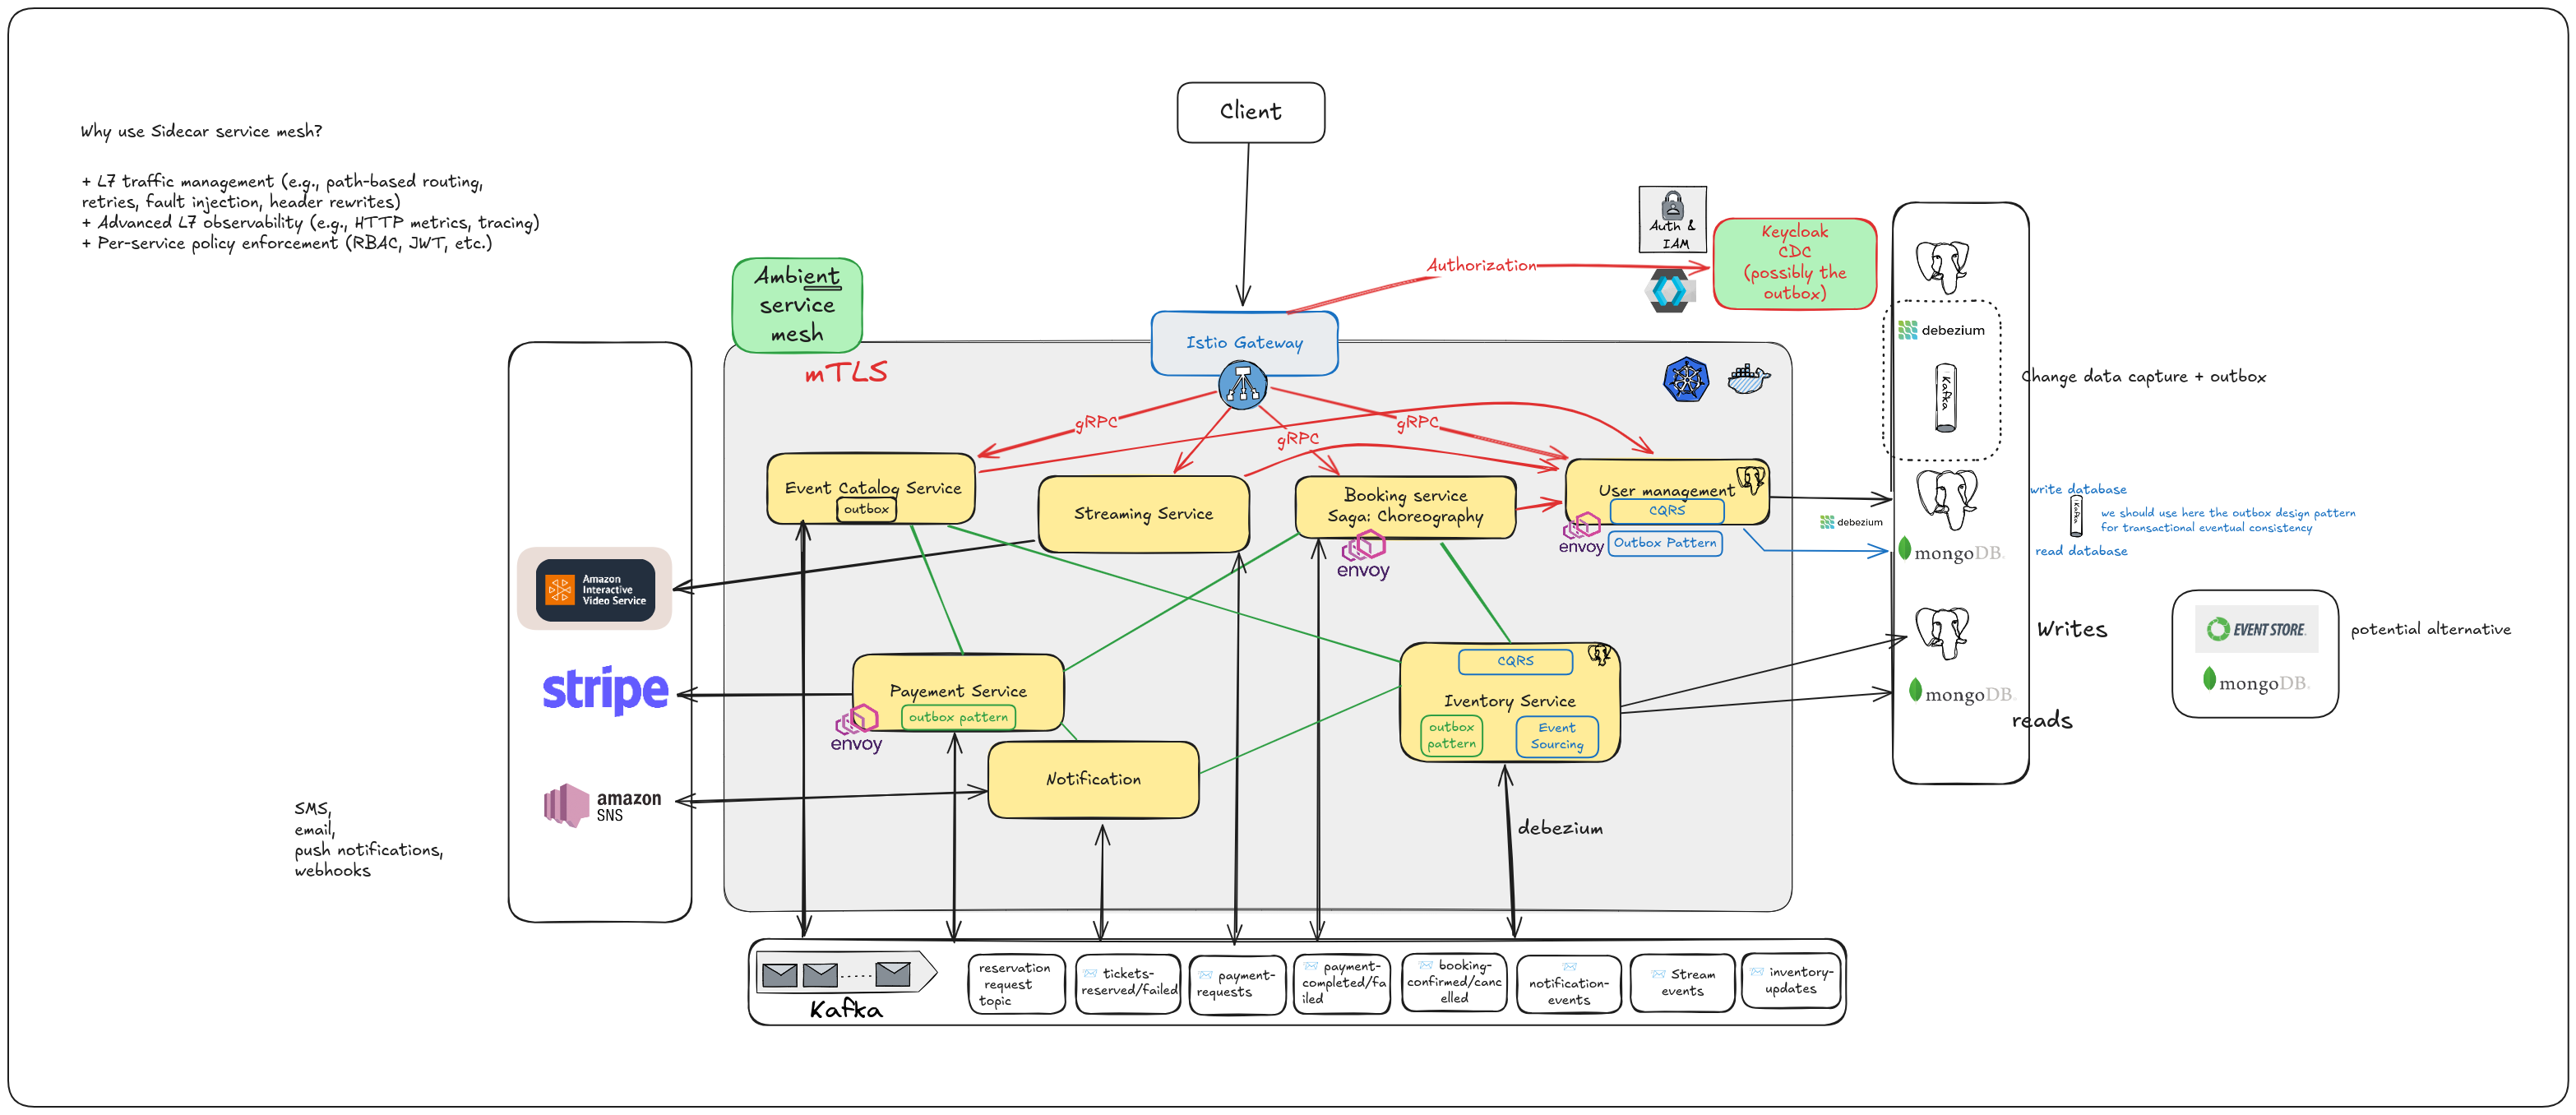 Client
Why use Sidecar service mesh?
+ L7 traffic management (e.g., path-based routing,
retries, fault injection, header rewrites)
+ Advanced L7 observability (e.g., HTTP metrics, tracing)
+ Per-service policy enforcement (RBAC, JWT, etc.)
Auth &
IAM
Keycloak
CDC
(possibly the
outbox)
Authorization
Ambient
service
mesh
mTLS
Istio Gateway
debezium
Kafka
Change data capture + outbox
gRPC
gRPC
gRPC
Event Catalog Service
outbox
Streaming Service
Booking service
Saga: Choreography
envoy
User management
CQRS
Outbox Pattern
envoy
debezium
write database
Kafka
we should use here the outbox design pattern
for transactional eventual consistency
mongoDB.
read database
Amazon
Interactive
Video Service
stripe
amazon
SNS
SMS,
email,
push notifications,
webhooks
Payement Service
outbox pattern
envoy
Notification
CQRS
Iventory Service
outbox
pattern
Event
Sourcing
debezium
Writes
mongoDB.
reads
EVENT STORE.
mongoDB.
potential alternative
Kafka
reservation
request
topic
tickets-
reserved/failed
payment-
requests
payment-
completed/fa
iled
booking-
confirmed/canc
elled
notification-
events
Stream
events
inventory-
updates